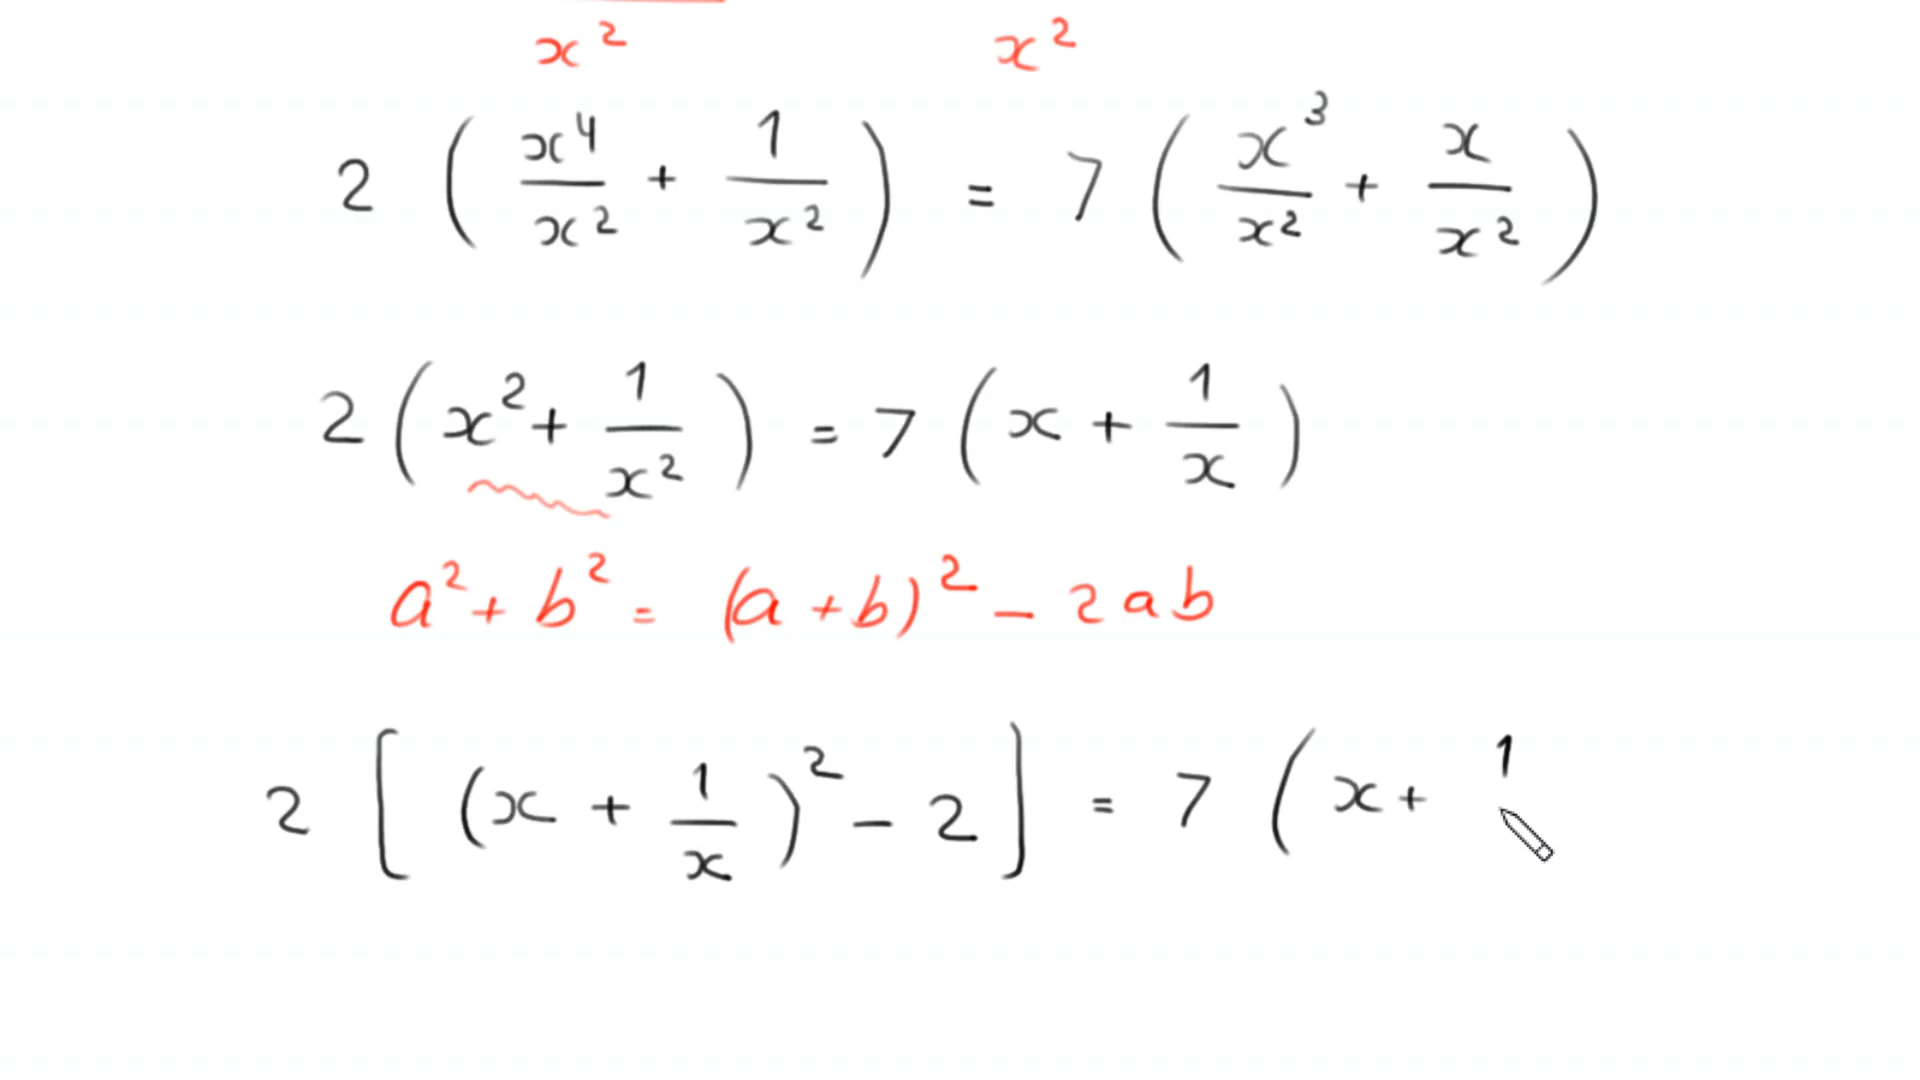 x² x²
2 ( x⁴/x² + 1/x² ) = 7 ( x³/x² + x/x² )
2 ( x² + 1/x² ) = 7 ( x + 1/x )
a² + b² = (a + b)² - 2ab
2 [ (x + 1/x)² - 2 ] = 7 ( x + 1